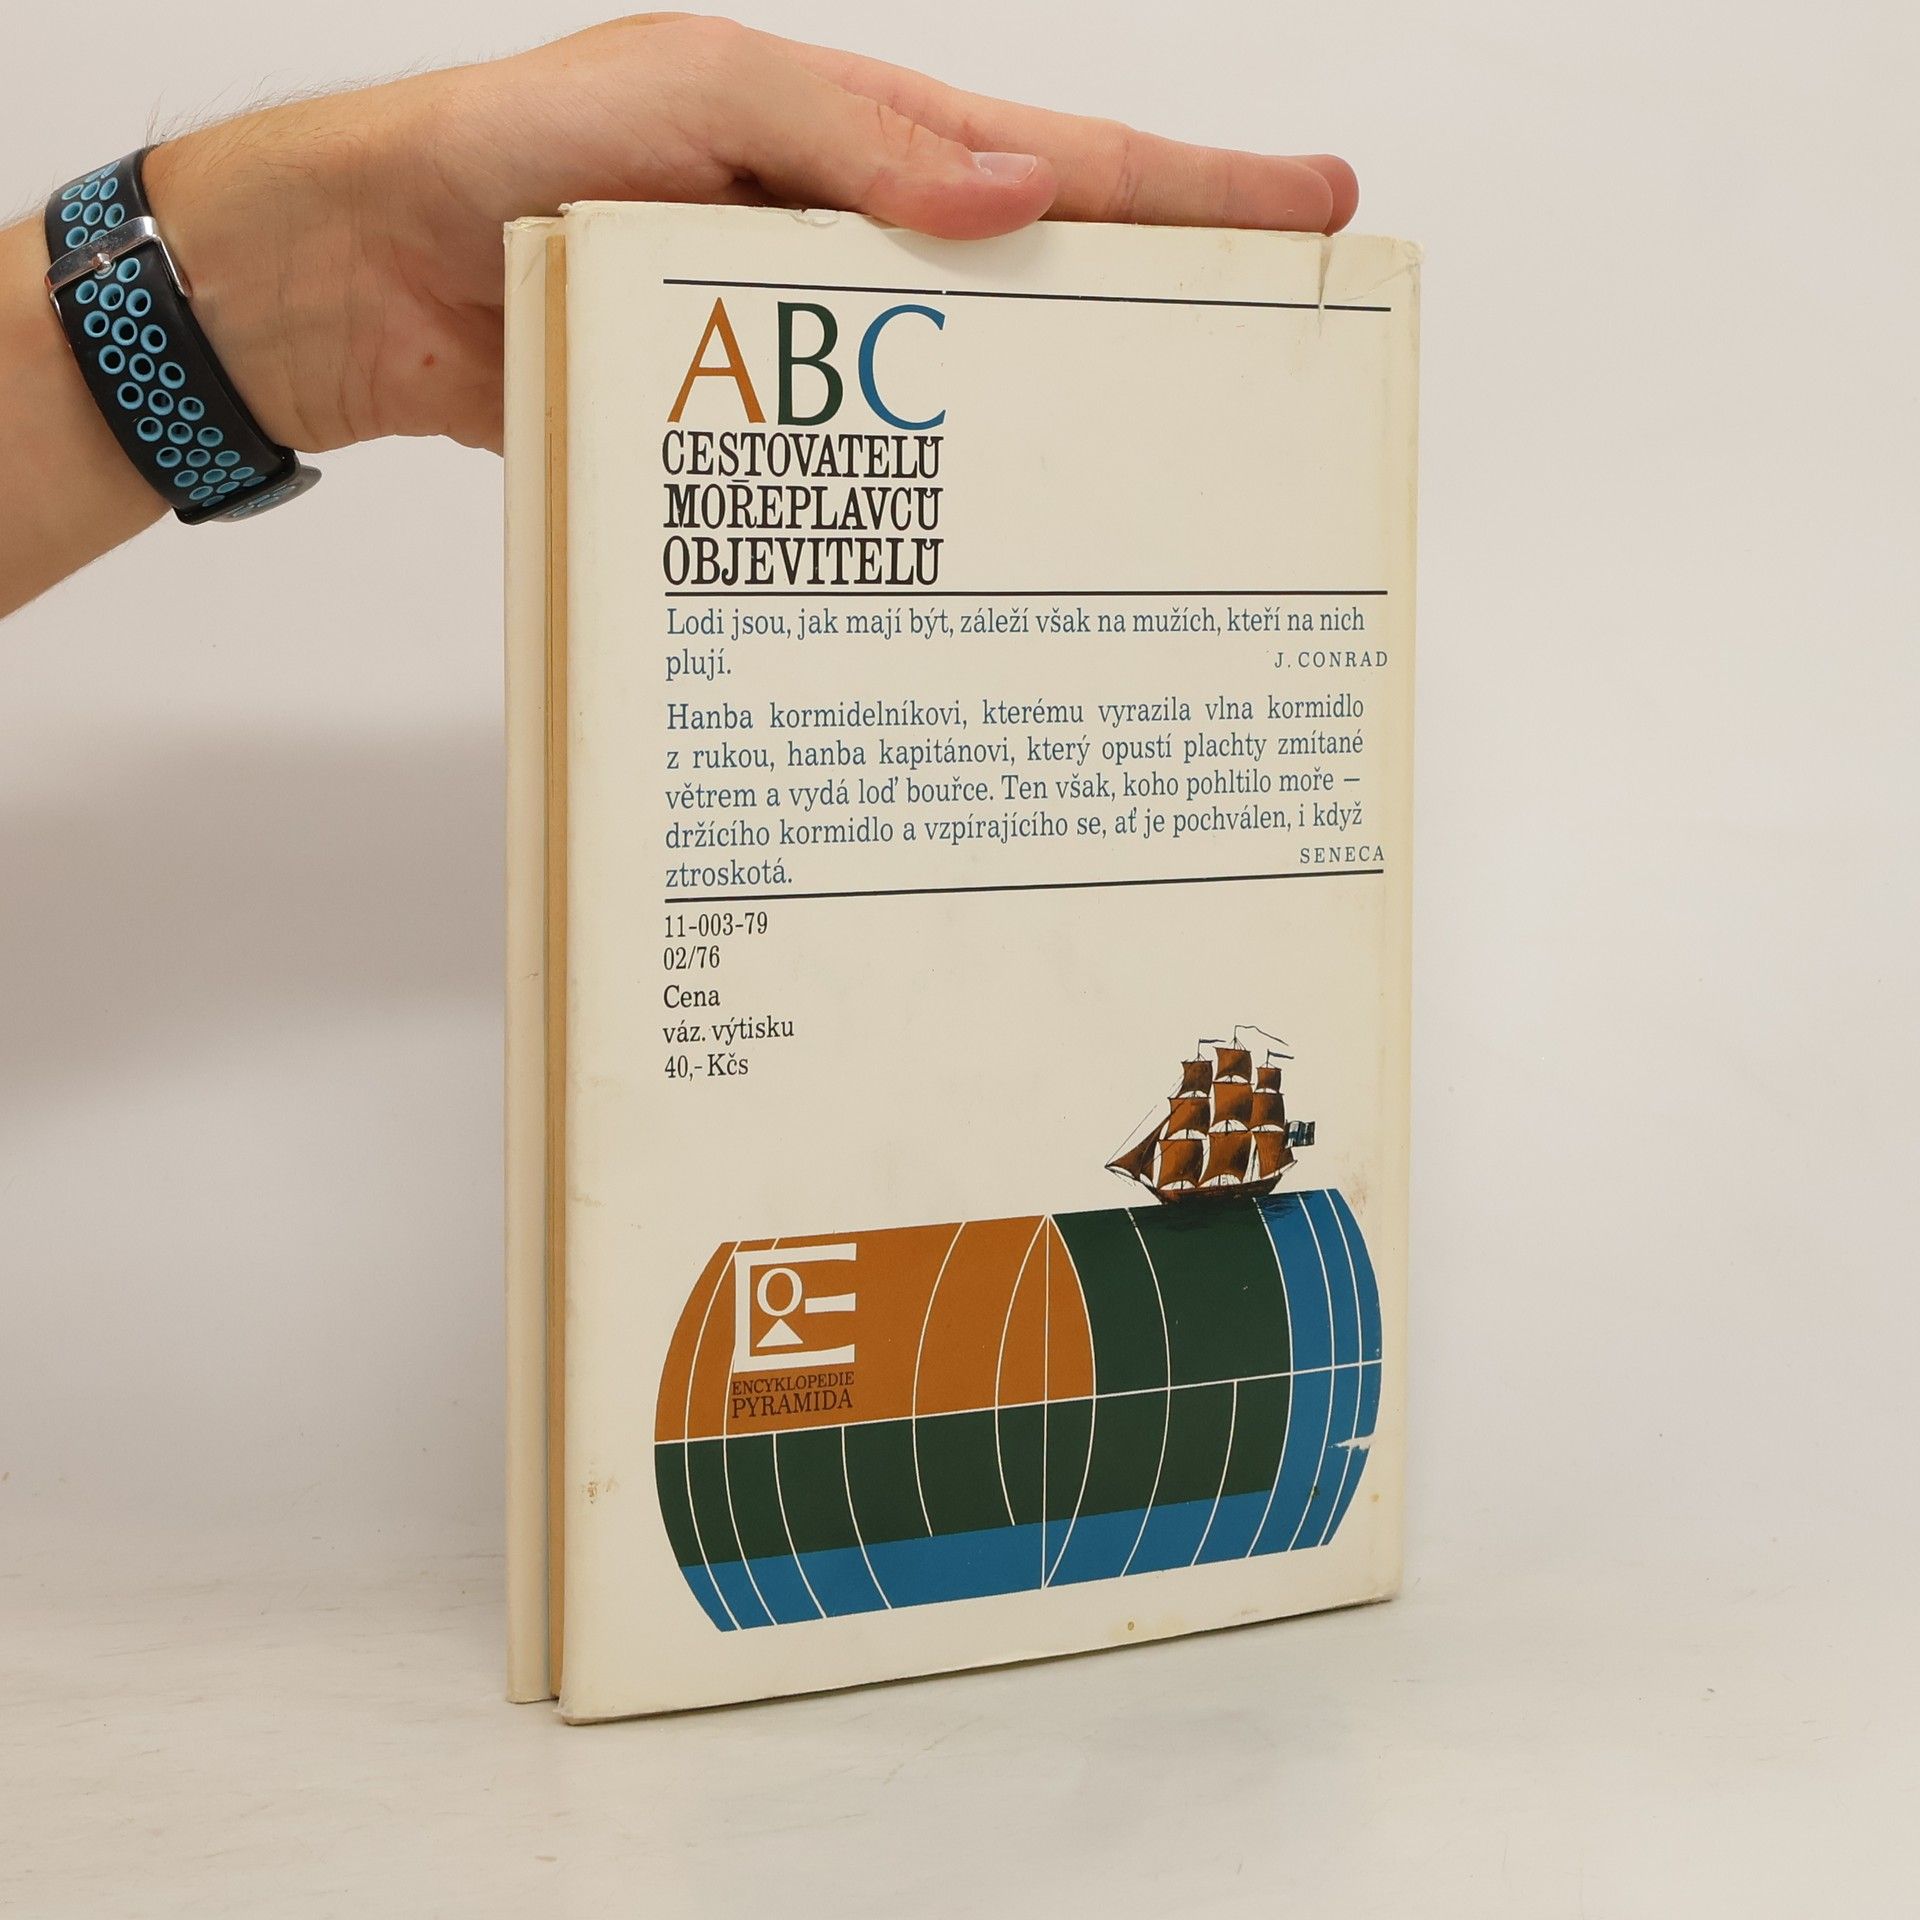 ABC
CESTOVATELŮ
MOŘEPLAVCŮ
OBJEVITELŮ
Lodi jsou, jak mají být, záleží však na mužích, kteří na nich
plují.
J. CONRAD
Hanba kormidelníkovi, kterému vyrazila vlna kormidlo
z rukou, hanba kapitánovi, který opustí plachty zmítané
větrem a vydá loď bouřce. Ten však, koho pohltilo moře –
držícího kormidlo a vzpírajícího se, ať je pochválen, i když
ztroskotá.
SENECA
11-003-79
02/76
Cena
váz. výtisku
40,- Kčs
ENCYKLOPEDIE
PYRAMIDA